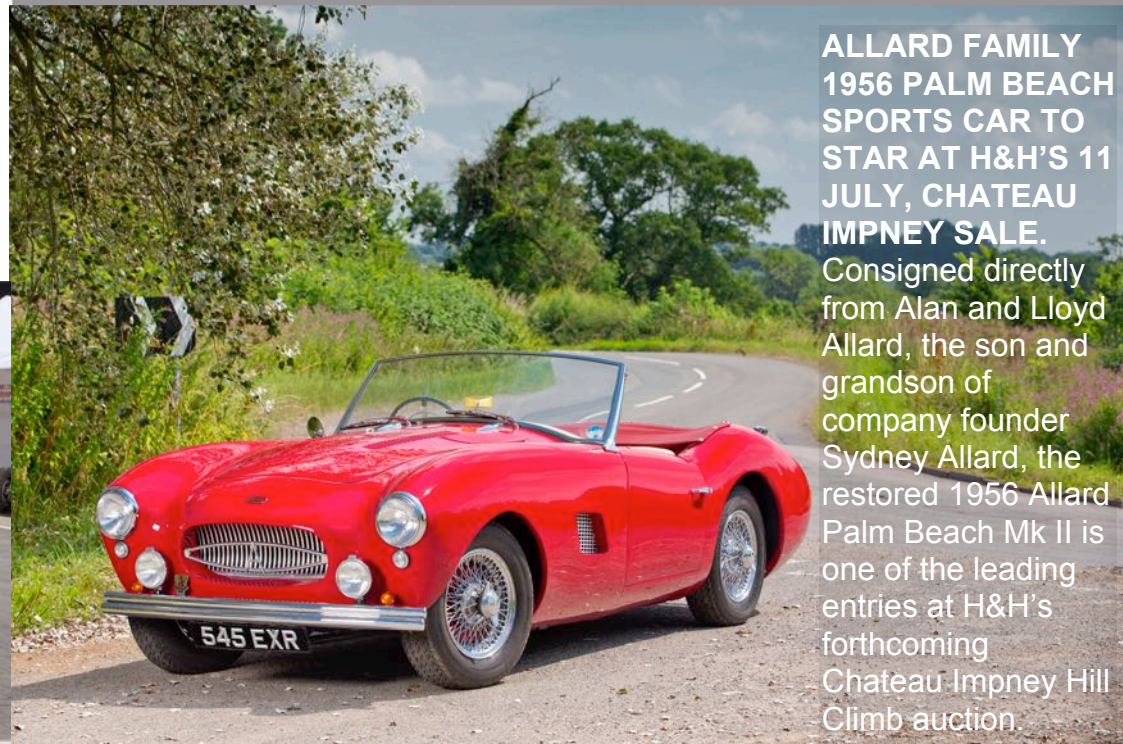 ALLARD FAMILY
1956 PALM BEACH
SPORTS CAR TO
STAR AT H&H'S 11
JULY, CHATEAU
IMPNEY SALE.
Consigned directly
from Alan and Lloyd
Allard, the son and
grandson of
company founder
Sydney Allard, the
restored 1956 Allard
Palm Beach Mk II is
one of the leading
entries at H&H's
forthcoming
Chateau Impney Hill
Climb auction.
545 EXR